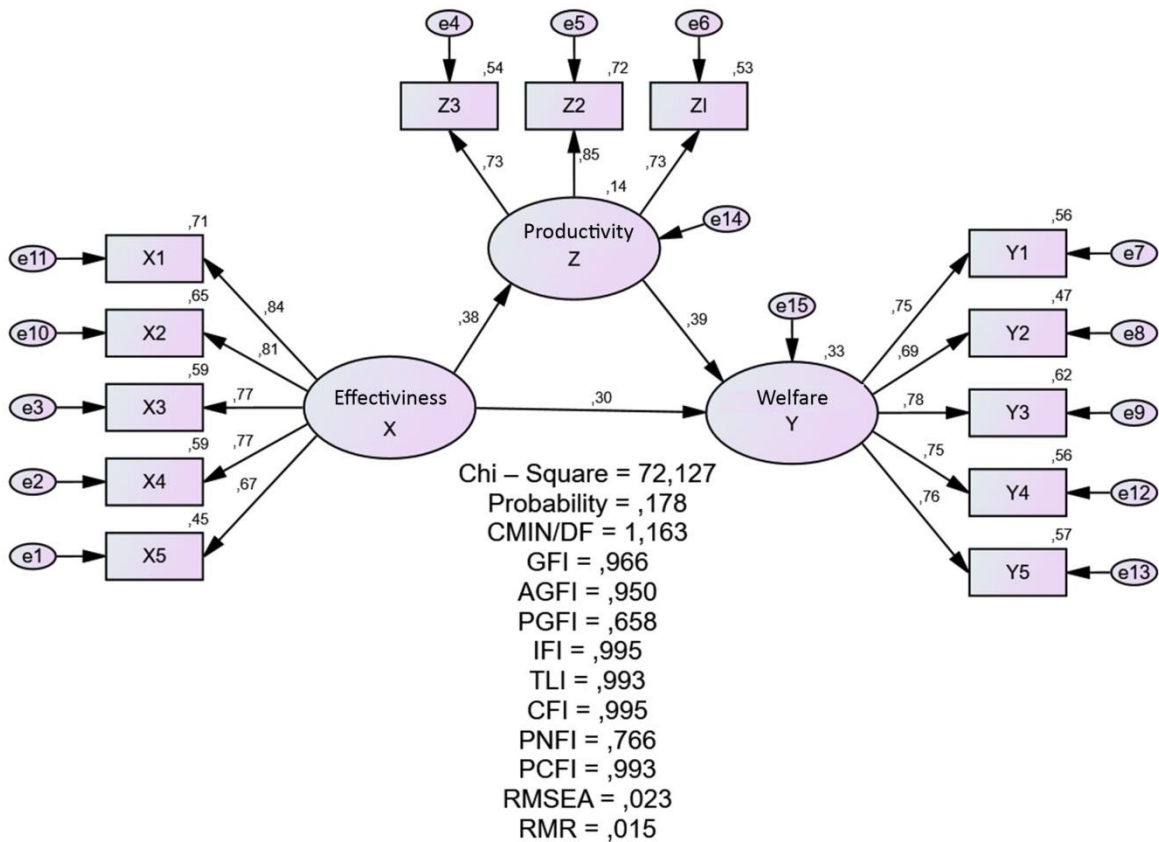 e4
e5
e6
,54
,72
,53
Z3
Z2
ZI
,73
,85
,73
,14
Productivity
Z
e14
,71
e11
X1
,65
e10
X2
,59
e3
X3
,59
e2
X4
,45
e1
X5
,84
,81
,77
,77
,67
Effectiviness
X
,38
,39
,30
e15
,33
Welfare
Y
,75
,69
,78
,75
,76
,56
Y1
e7
,47
Y2
e8
,62
Y3
e9
,56
Y4
e12
,57
Y5
e13
Chi – Square = 72,127
Probability = ,178
CMIN/DF = 1,163
GFI = ,966
AGFI = ,950
PGFI = ,658
IFI = ,995
TLI = ,993
CFI = ,995
PNFI = ,766
PCFI = ,993
RMSEA = ,023
RMR = ,015